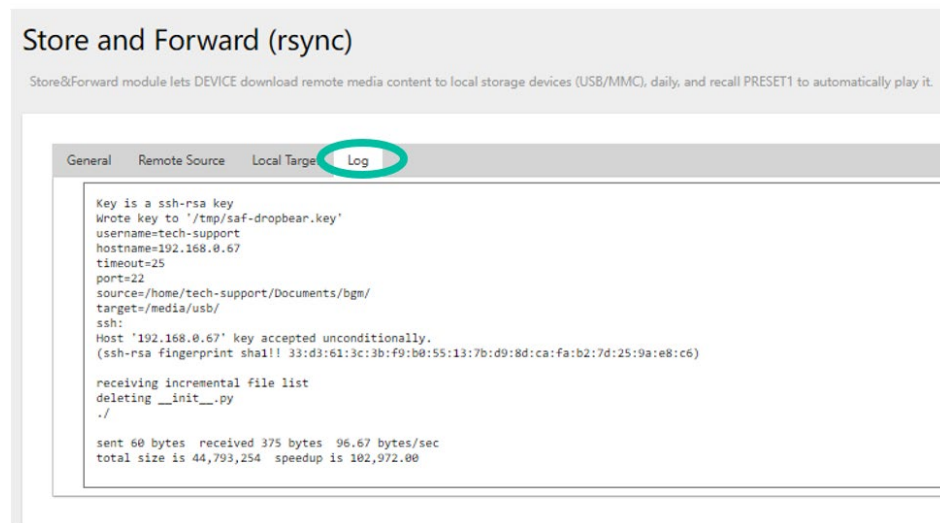 Store and Forward (rsync)
Store&Forward module lets DEVICE download remote media content to local storage devices (USB/MMC), daily, and recall PRESET1 to automatically play it.
General Remote Source Local Target Log
Key is a ssh-rsa key
Wrote key to '/tmp/saf-dropbear.key'
username=tech-support
hostname=192.168.0.67
timeout=25
port=22
source=/home/tech-support/Documents/bgm/
target=/media/usb/
ssh:
Host '192.168.0.67' key accepted unconditionally.
(ssh-rsa fingerprint sha1!! 33:d3:61:3c:3b:f9:b0:55:13:7b:d9:8d:ca:fa:b2:7d:25:9a:e8:c6)
receiving incremental file list
deleting __init__.py
./
sent 60 bytes  received 375 bytes  96.67 bytes/sec
total size is 44,793,254  speedup is 102,972.00